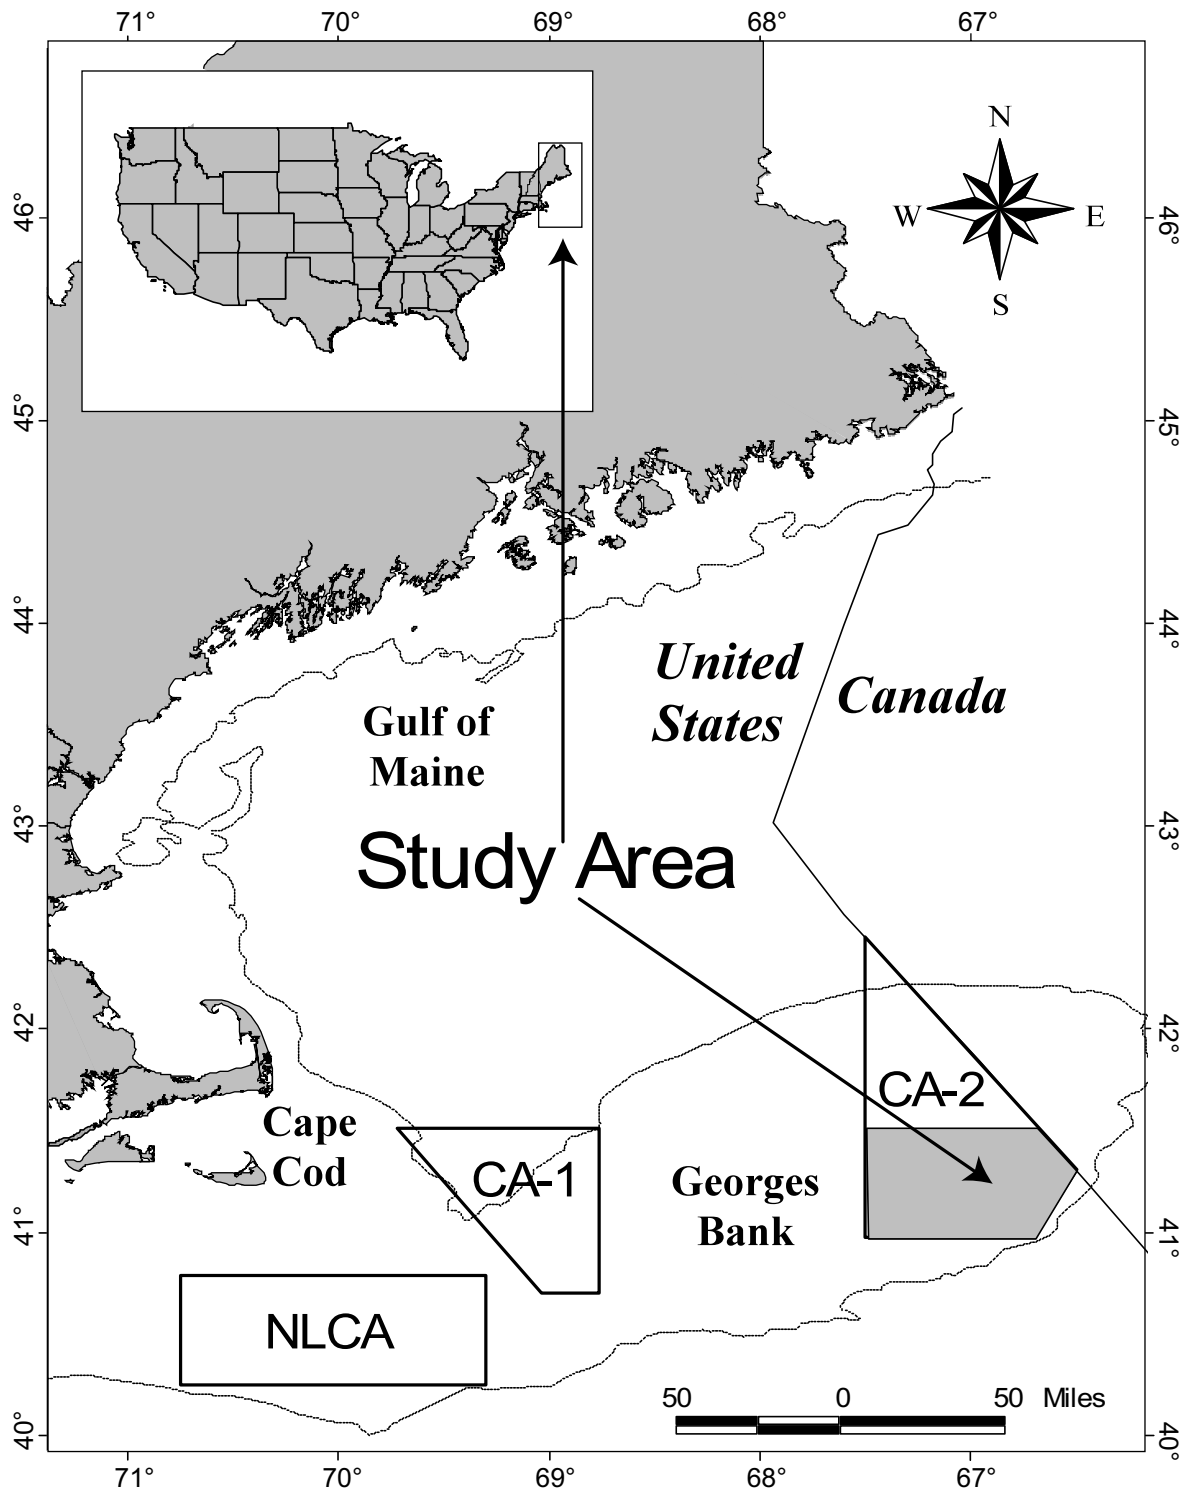 71° 70° 69° 68° 67°
N
W E
S
46° 46°
45° 45°
44° 44°
United
States
Canada
Gulf of
Maine
43° 43°
Study Area
42° 42°
CA-2
Cape
Cod
CA-1
Georges
Bank
41° 41°
NLCA
50 0 50 Miles
40° 40°
71° 70° 69° 68° 67°